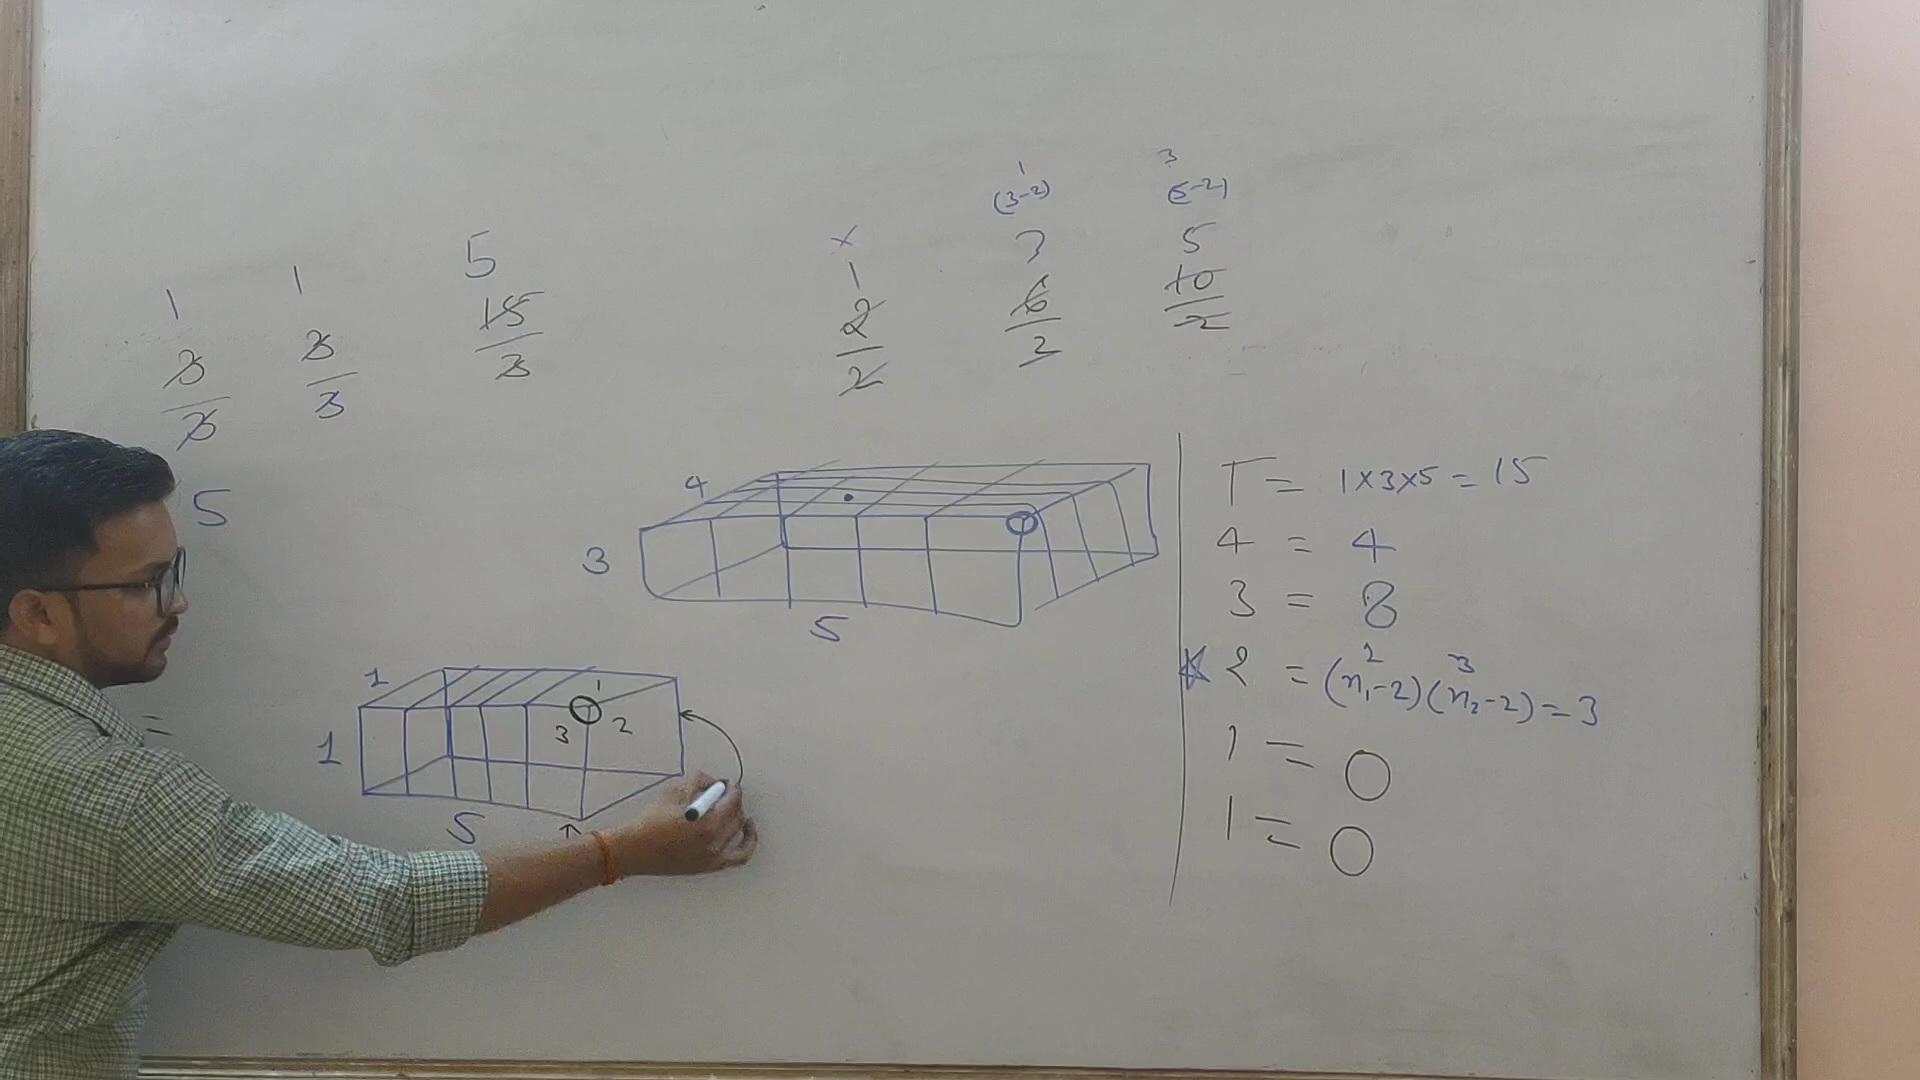 1 1 5
3/3 3/3 15/3
5
=
1 3
(3-2) (5-2)
x 3 5
1 6/2 10/2
2/2
4
3
5
1
1
5
1
3 2
T = 1x3x5 = 15
4 = 4
3 = 8
2 = (n₁-2)(n₂-2) = 3
3
1 = 0
1 = 0